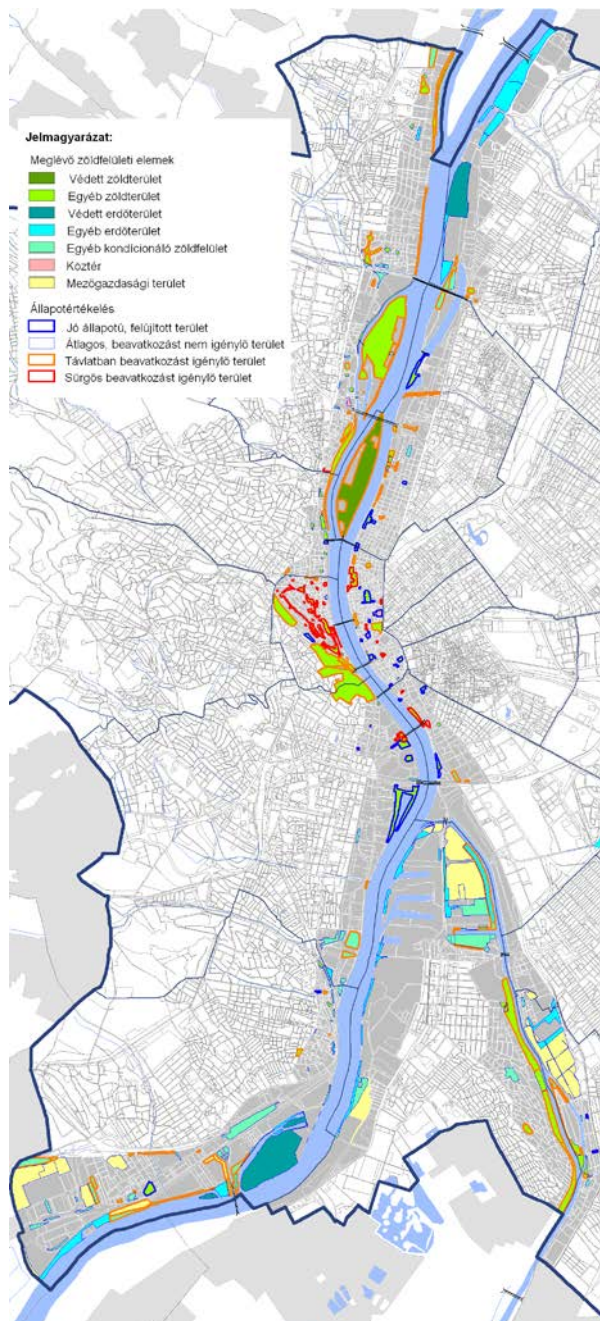 Jelmagyarázat:
Meglévő zöldfelületi elemek
Védett zöldterület
Egyéb zöldterület
Védett erdőterület
Egyéb erdőterület
Egyéb kondícionáló zöldfelület
Köztér
Mezőgazdasági terület
Állapotértékelés
Jó állapotú, felújított terület
Átlagos, beavatkozást nem igénylő terület
Távlatban beavatkozást igénylő terület
Sürgős beavatkozást igénylő terület